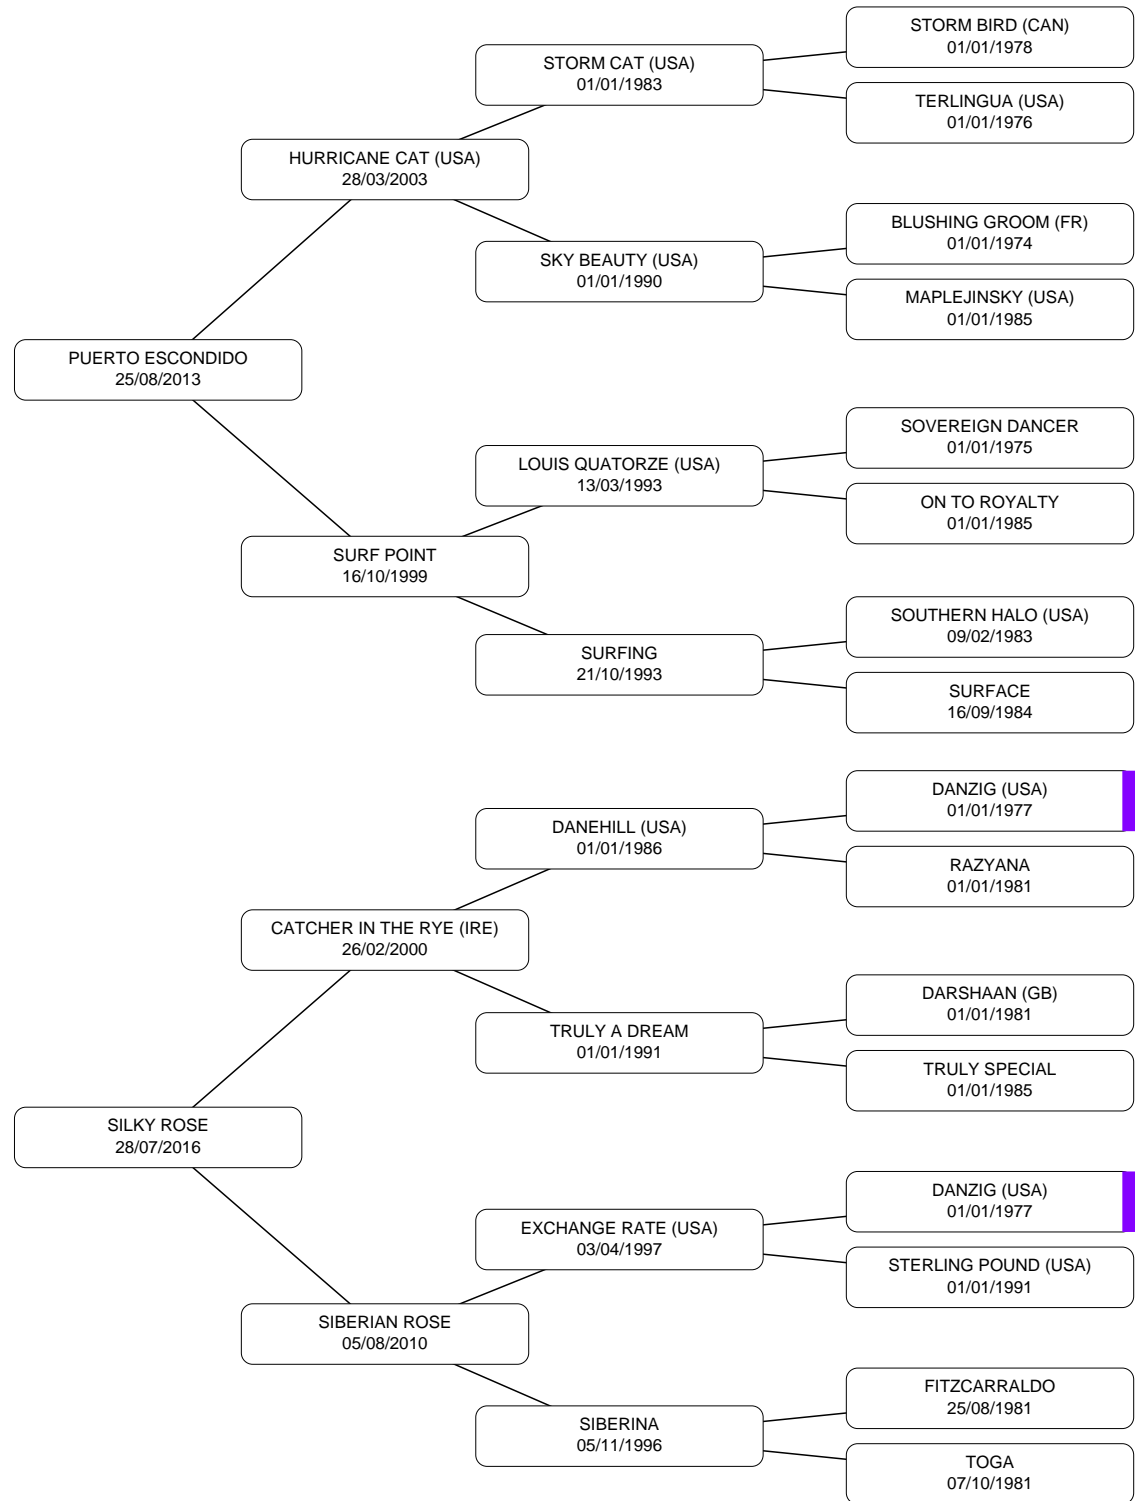 STORM BIRD (CAN)
01/01/1978
STORM CAT (USA)
01/01/1983
TERLINGUA (USA)
01/01/1976
HURRICANE CAT (USA)
28/03/2003
BLUSHING GROOM (FR)
01/01/1974
SKY BEAUTY (USA)
01/01/1990
MAPLEJINSKY (USA)
01/01/1985
PUERTO ESCONDIDO
25/08/2013
SOVEREIGN DANCER
01/01/1975
LOUIS QUATORZE (USA)
13/03/1993
ON TO ROYALTY
01/01/1985
SURF POINT
16/10/1999
SOUTHERN HALO (USA)
09/02/1983
SURFING
21/10/1993
SURFACE
16/09/1984
DANZIG (USA)
01/01/1977
DANEHILL (USA)
01/01/1986
RAZYANA
01/01/1981
CATCHER IN THE RYE (IRE)
26/02/2000
DARSHAAN (GB)
01/01/1981
TRULY A DREAM
01/01/1991
TRULY SPECIAL
01/01/1985
SILKY ROSE
28/07/2016
DANZIG (USA)
01/01/1977
EXCHANGE RATE (USA)
03/04/1997
STERLING POUND (USA)
01/01/1991
SIBERIAN ROSE
05/08/2010
FITZCARRALDO
25/08/1981
SIBERINA
05/11/1996
TOGA
07/10/1981